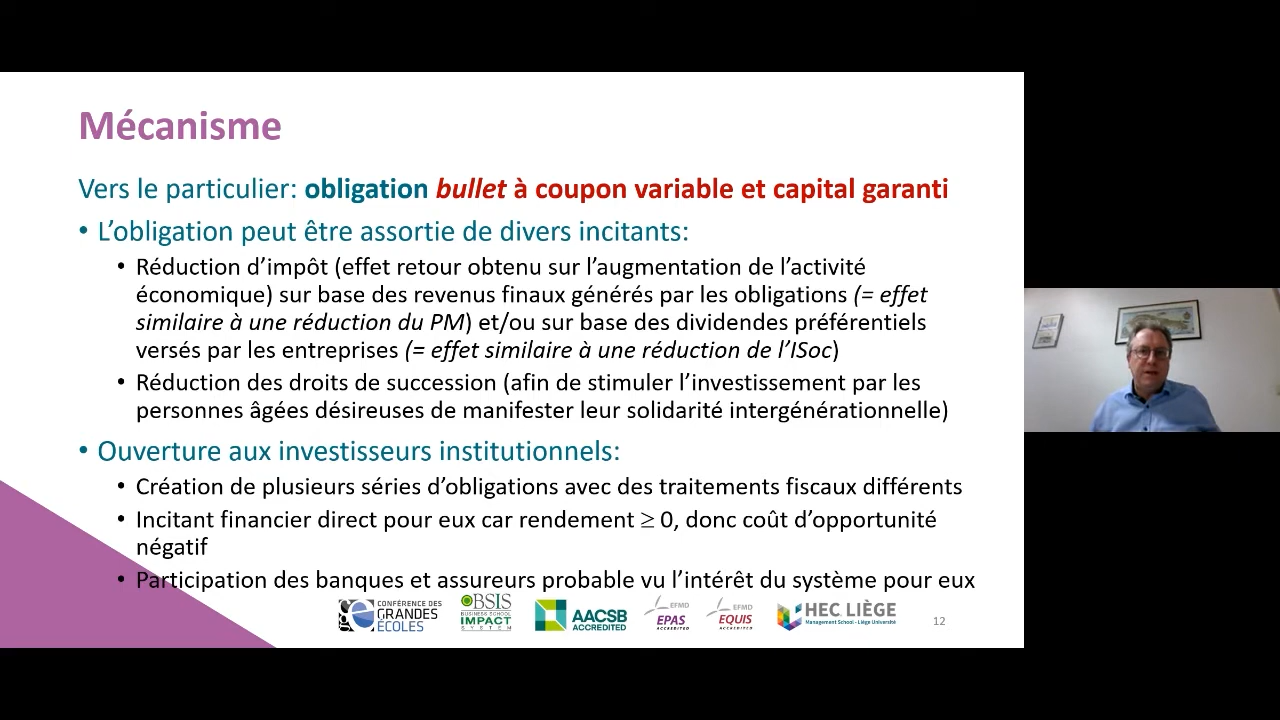 Mécanisme
Vers le particulier: obligation bullet à coupon variable et capital garanti
• L’obligation peut être assortie de divers incitants:
• Réduction d’impôt (effet retour obtenu sur l’augmentation de l’activité
économique) sur base des revenus finaux générés par les obligations (= effet
similaire à une réduction du PM) et/ou sur base des dividendes préférentiels
versés par les entreprises (= effet similaire à une réduction de l’ISoc)
• Réduction des droits de succession (afin de stimuler l’investissement par les
personnes âgées désireuses de manifester leur solidarité intergénérationnelle)
• Ouverture aux investisseurs institutionnels:
• Création de plusieurs séries d’obligations avec des traitements fiscaux différents
• Incitant financier direct pour eux car rendement ≥ 0, donc coût d’opportunité
négatif
• Participation des banques et assureurs probable vu l’intérêt du système pour eux
CONFÉRENCE DES
GRANDES
ÉCOLES
BSIS
BUSINESS SCHOOL
IMPACT
SYSTEM
AACSB
ACCREDITED
EFMD
EPAS
ACCREDITED
EFMD
EQUIS
ACCREDITED
HEC LIÈGE
Management School - Liège Université
12